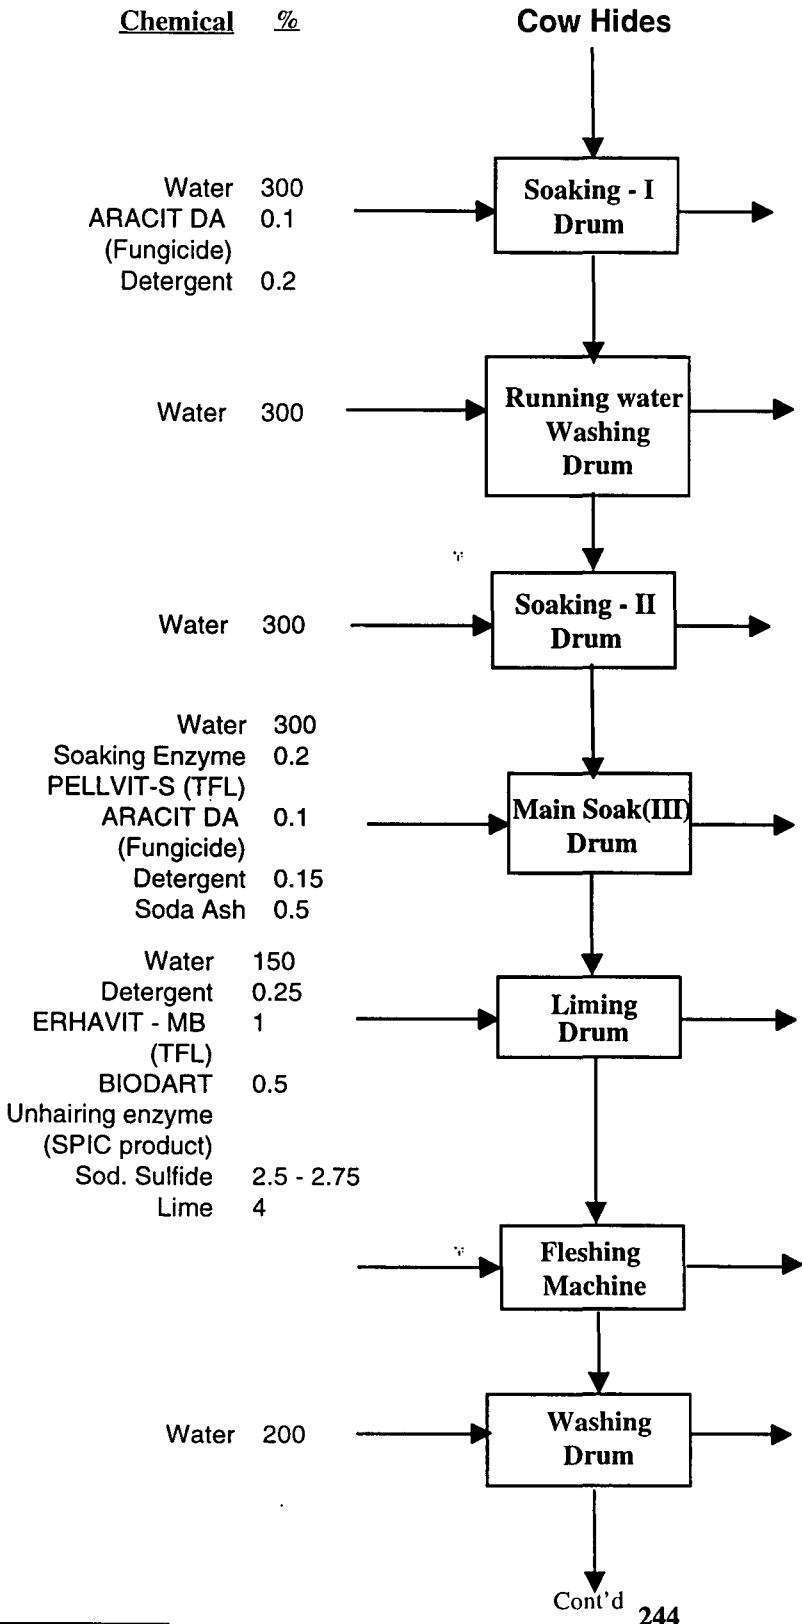 Chemical %
Cow Hides
Water 300
ARACIT DA 0.1
(Fungicide)
Detergent 0.2
Soaking - I
Drum
Water 300
Running water
Washing
Drum
Water 300
Soaking - II
Drum
Water 300
Soaking Enzyme 0.2
PELLVIT-S (TFL)
ARACIT DA 0.1
(Fungicide)
Detergent 0.15
Soda Ash 0.5
Main Soak(III)
Drum
Water 150
Detergent 0.25
ERHAVIT - MB 1
(TFL)
BIODART 0.5
Unhairing enzyme
(SPIC product)
Sod. Sulfide 2.5 - 2.75
Lime 4
Liming
Drum
Fleshing
Machine
Water 200
Washing
Drum
Cont'd
244